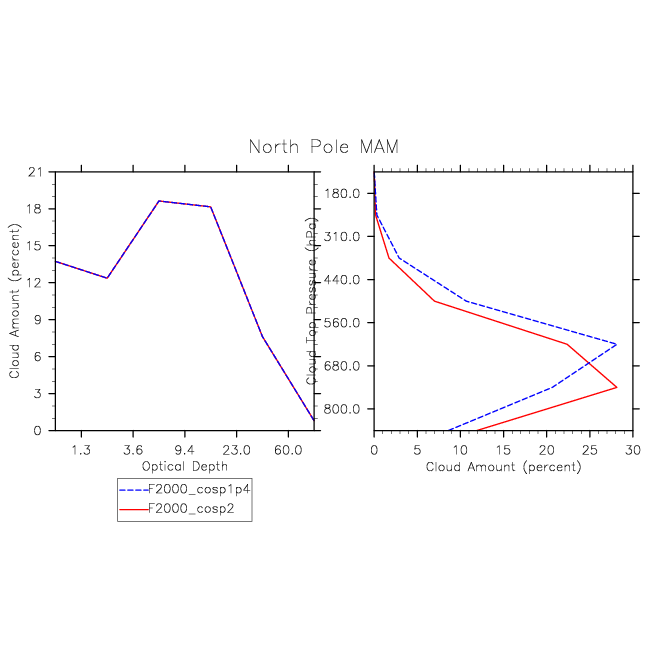 North Pole MAM
21
18
15
12
9
6
3
0
Cloud Amount (percent)
1.3 3.6 9.4 23.0 60.0
Optical Depth
Cloud Top Pressure (hPa)
180.0
310.0
440.0
560.0
680.0
800.0
0 5 10 15 20 25 30
Cloud Amount (percent)
F2000_cosp1p4
F2000_cosp2